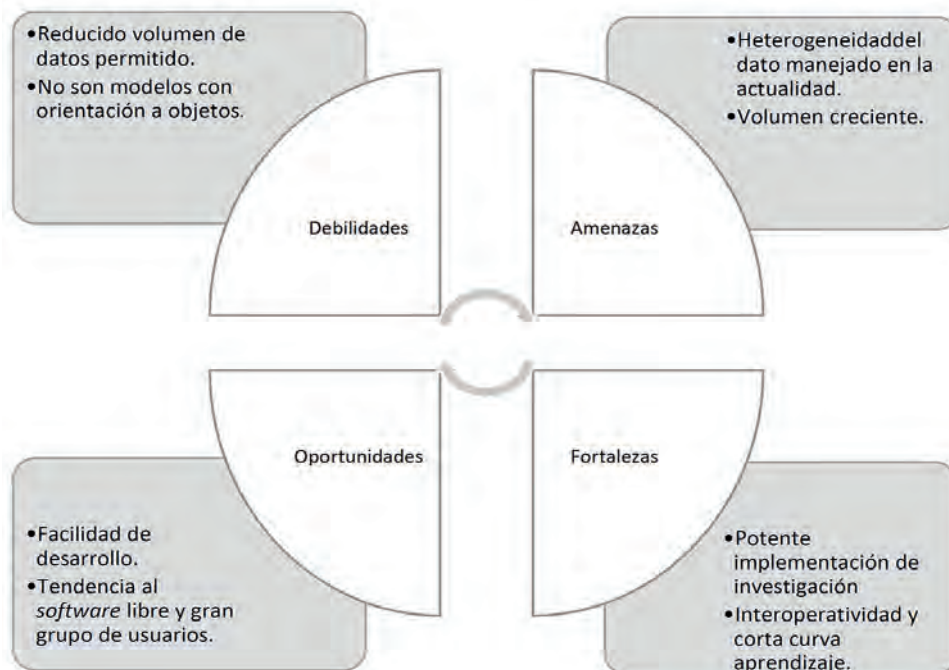 •Reducido volumen de
datos permitido.
•No son modelos con
orientación a objetos.
•Heterogeneidaddel
dato manejado en la
actualidad.
•Volumen creciente.
Debilidades
Amenazas
Oportunidades
Fortalezas
•Facilidad de
desarrollo.
•Tendencia al
software libre y gran
grupo de usuarios.
•Potente
implementación de
investigación
•Interoperatividad y
corta curva
aprendizaje.